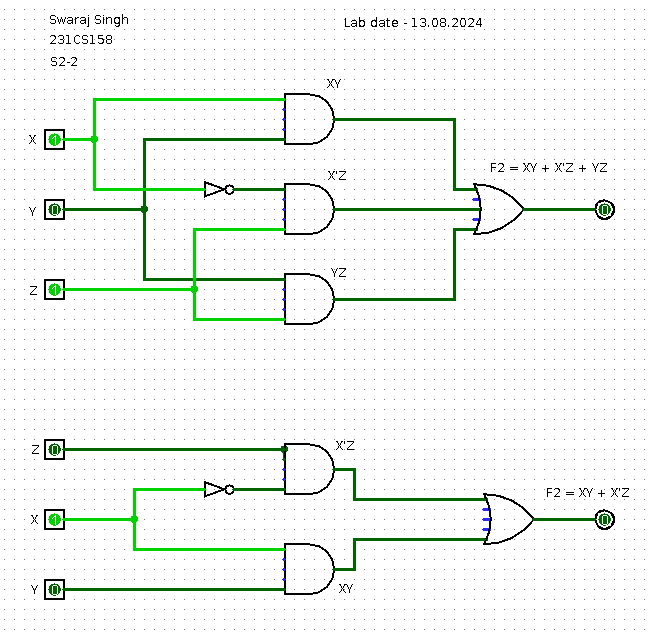 Swaraj Singh
231CS158
S2-2
Lab date - 13.08.2024
XY
X 1
X'Z
F2 = XY + X'Z + YZ
Y 0
0
YZ
Z 1
Z 0
X'Z
X 1
F2 = XY + X'Z
0
Y 0
XY